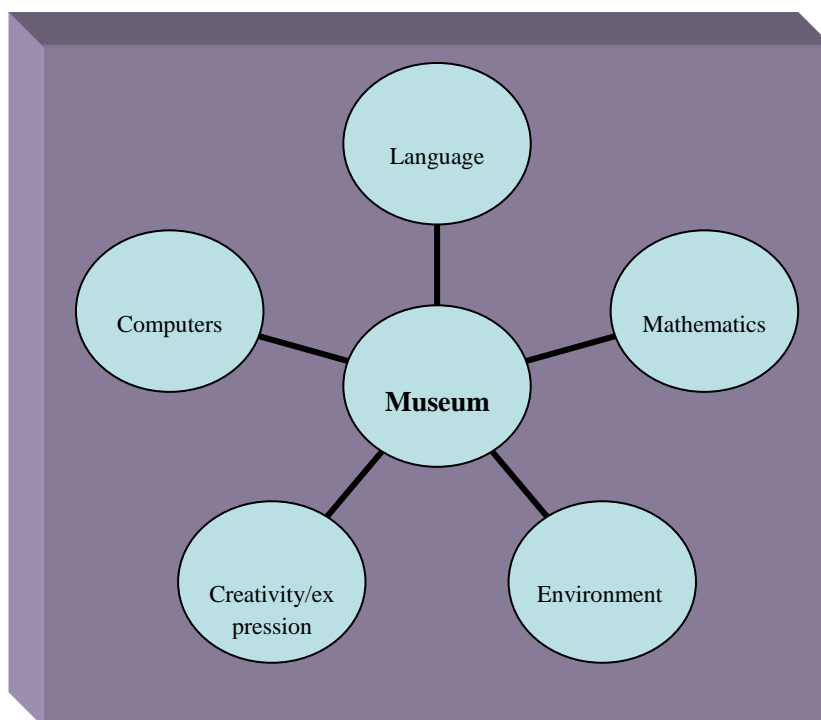 Language
Computers
Mathematics
Museum
Creativity/ex
pression
Environment